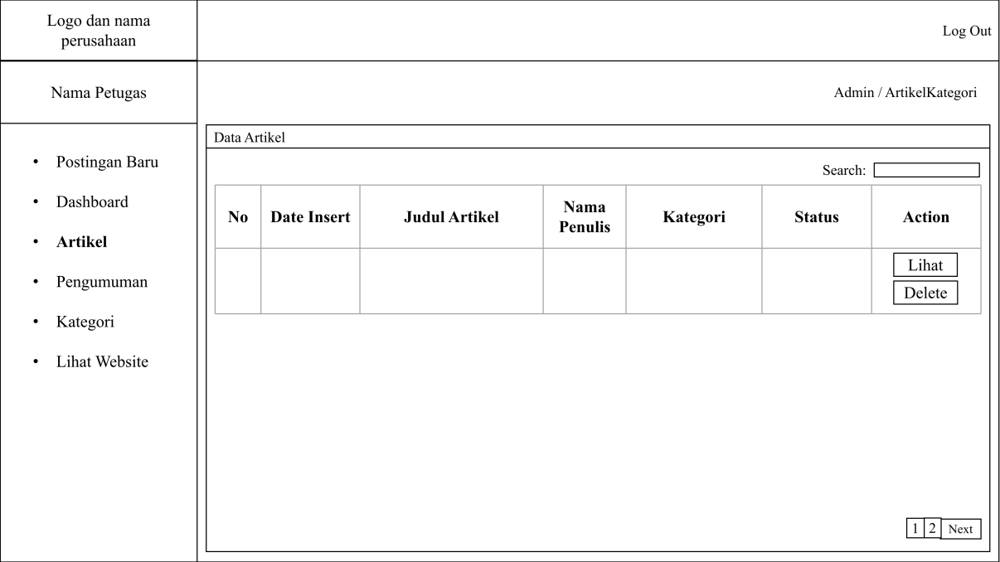 Logo dan nama
perusahaan
Log Out
Nama Petugas
Admin / ArtikelKategori
• Postingan Baru
• Dashboard
• Artikel
• Pengumuman
• Kategori
• Lihat Website
Data Artikel
Search:
No Date Insert Judul Artikel Nama Penulis Kategori Status Action
Lihat
Delete
1 2 Next